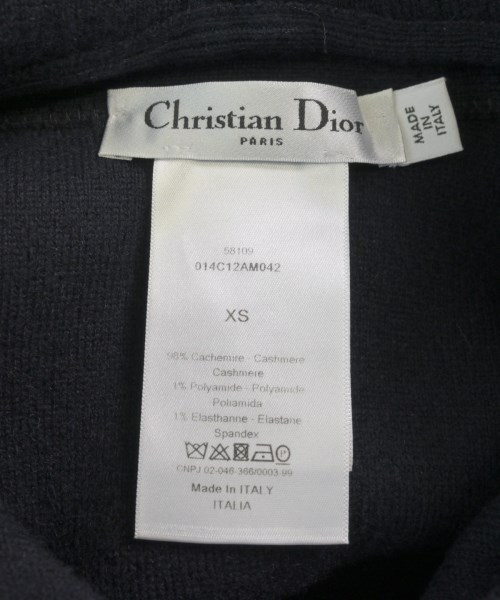 Christian Dior
PARIS
MADE
IN
ITALY
58109
014C12AM042
XS
98% Cachemire - Cashmere
Cashmere
1% Polyamide - Polyamide
Poliamida
1% Elasthanne - Elastane
Spandex
CNPJ 02-046-366/0003-99
Made In ITALY
ITALIA